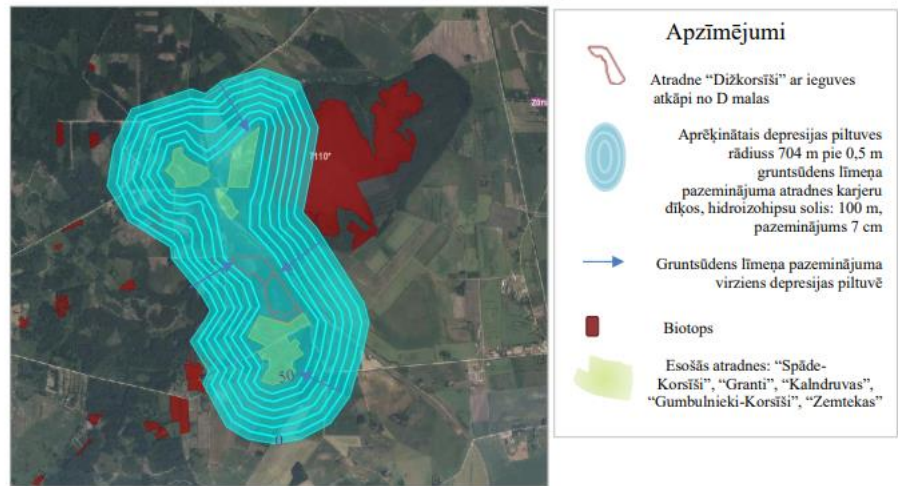 Zilra
7110*
50
0
Apzīmējumi
Atradne “Dižkorsīši” ar ieguves
atkāpi no D malas
Aprēķinātais depresijas piltuves
rādiuss 704 m pie 0,5 m
gruntsūdens līmeņa
pazeminājuma atradnes karjeru
dīķos, hidroizohipsu solis: 100 m,
pazeminājums 7 cm
Gruntsūdens līmeņa pazeminājuma
virziens depresijas piltuvē
Biotops
Esošās atradnes: “Spāde-
Korsīši”, “Granti”, “Kalndruvas”,
“Gumbulnieki-Korsīši”, “Zemtekas”